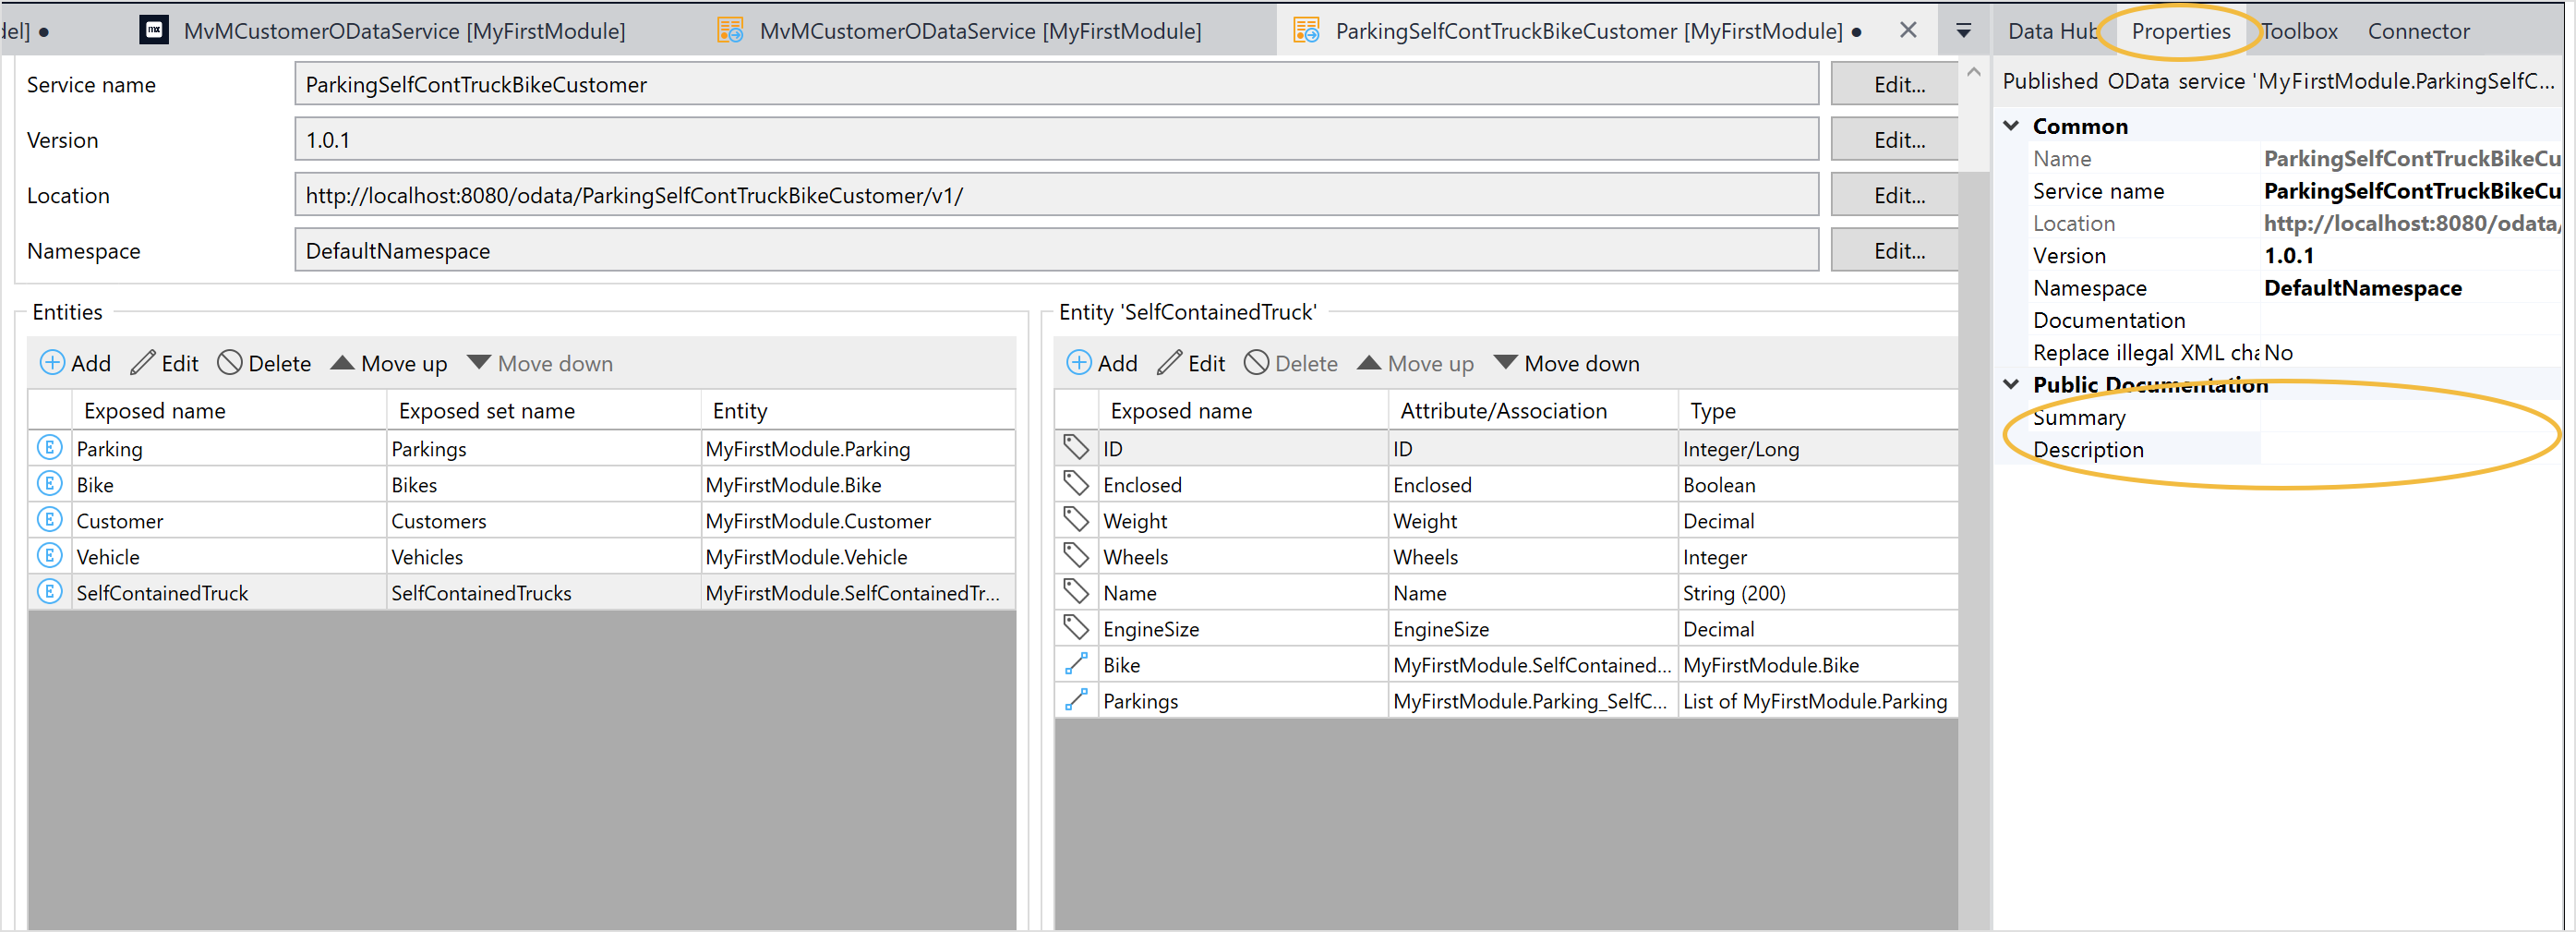 del] ●
mx MvMCustomerODataService [MyFirstModule]
MvMCustomerODataService [MyFirstModule]
ParkingSelfContTruckBikeCustomer [MyFirstModule] ●
Data Hub
Properties
Toolbox
Connector
Service name ParkingSelfContTruckBikeCustomer Edit...
Version 1.0.1 Edit...
Location http://localhost:8080/odata/ParkingSelfContTruckBikeCustomer/v1/ Edit...
Namespace DefaultNamespace Edit...
Entities
Add Edit Delete Move up Move down
Exposed name Exposed set name Entity
E Parking Parkings MyFirstModule.Parking
E Bike Bikes MyFirstModule.Bike
E Customer Customers MyFirstModule.Customer
E Vehicle Vehicles MyFirstModule.Vehicle
E SelfContainedTruck SelfContainedTrucks MyFirstModule.SelfContainedTr...
Entity 'SelfContainedTruck'
Add Edit Delete Move up Move down
Exposed name Attribute/Association Type
ID ID Integer/Long
Enclosed Enclosed Boolean
Weight Weight Decimal
Wheels Wheels Integer
Name Name String (200)
EngineSize EngineSize Decimal
Bike MyFirstModule.SelfContained... MyFirstModule.Bike
Parkings MyFirstModule.Parking_SelfC... List of MyFirstModule.Parking
Published OData service 'MyFirstModule.ParkingSelfC...
Common
Name ParkingSelfContTruckBikeCu
Service name ParkingSelfContTruckBikeCu
Location http://localhost:8080/odata/
Version 1.0.1
Namespace DefaultNamespace
Documentation
Replace illegal XML cha No
Public Documentation
Summary
Description